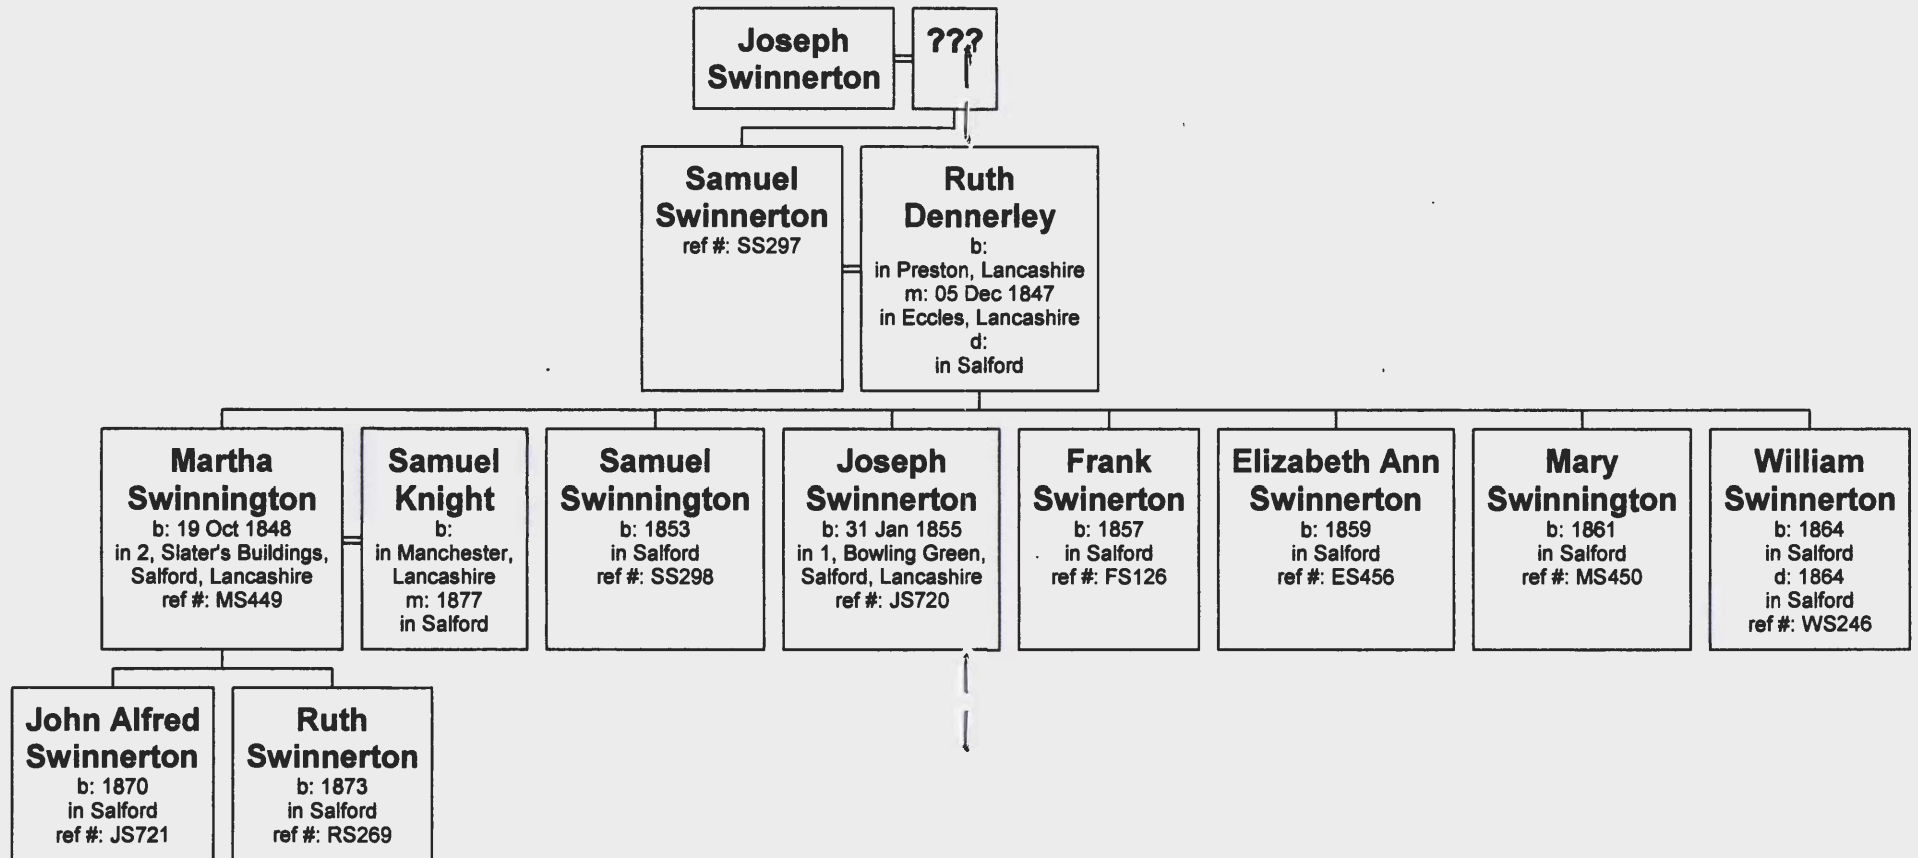 Joseph
Swinnerton
???
Samuel
Swinnerton
ref #: SS297
Ruth
Dennerley
b:
in Preston, Lancashire
m: 05 Dec 1847
in Eccles, Lancashire
d:
in Salford
Martha
Swinnington
b: 19 Oct 1848
in 2, Slater's Buildings,
Salford, Lancashire
ref #: MS449
Samuel
Knight
b:
in Manchester,
Lancashire
m: 1877
in Salford
Samuel
Swinnington
b: 1853
in Salford
ref #: SS298
Joseph
Swinnerton
b: 31 Jan 1855
in 1, Bowling Green,
Salford, Lancashire
ref #: JS720
Frank
Swinerton
b: 1857
in Salford
ref #: FS126
Elizabeth Ann
Swinnerton
b: 1859
in Salford
ref #: ES456
Mary
Swinnington
b: 1861
in Salford
ref #: MS450
William
Swinnerton
b: 1864
in Salford
d: 1864
in Salford
ref #: WS246
John Alfred
Swinnerton
b: 1870
in Salford
ref #: JS721
Ruth
Swinnerton
b: 1873
in Salford
ref #: RS269